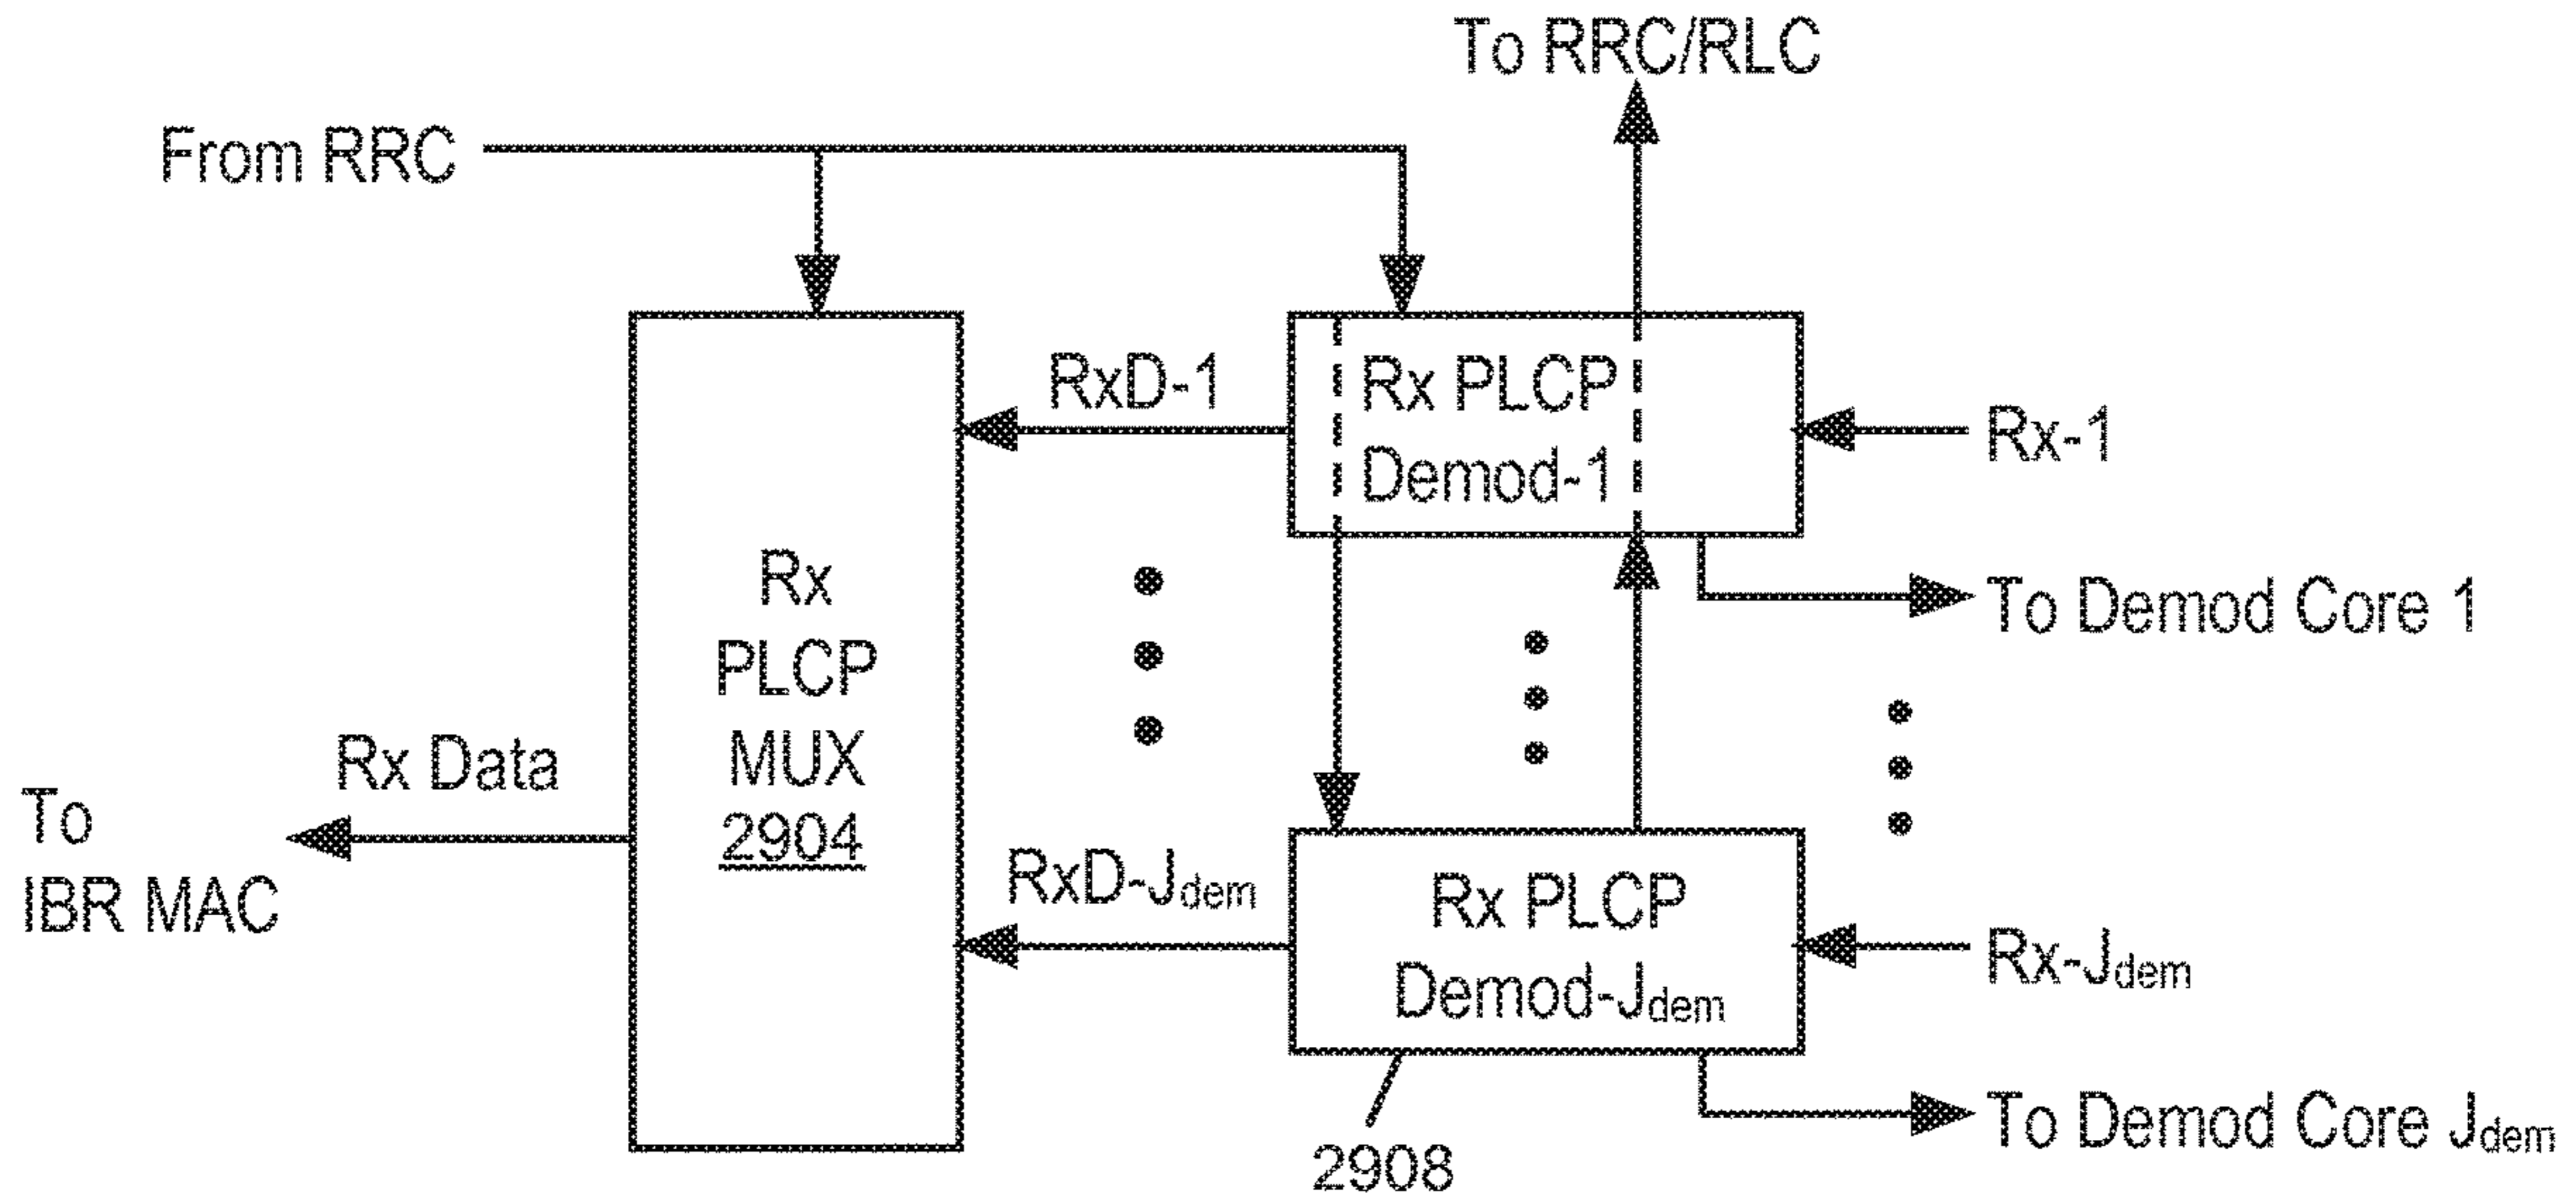 To RRC/RLC
From RRC
RxD-1
Rx PLCP
Demod-1
Rx-1
To Demod Core 1
Rx
PLCP
MUX
2904
Rx Data
To
IBR MAC
RxD-Jdem
Rx PLCP
Demod-Jdem
Rx-Jdem
To Demod Core Jdem
2908